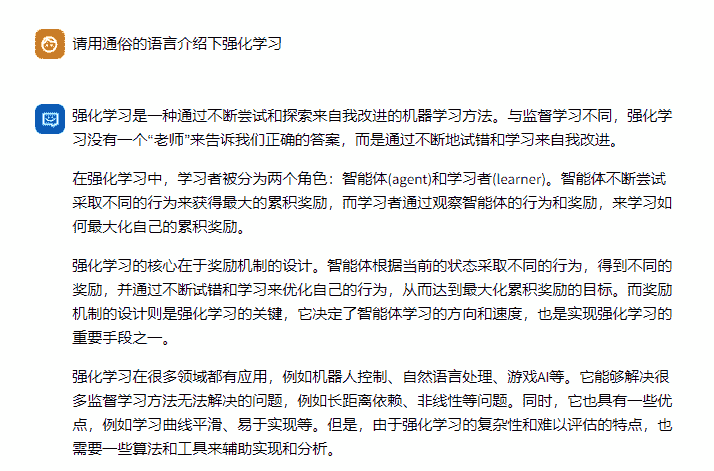 请用通俗的语言介绍下强化学习
强化学习是一种通过不断尝试和探索来自我改进的机器学习方法。与监督学习不同，强化学
习没有一个“老师”来告诉我们正确的答案，而是通过不断地试错和学习来自我改进。
在强化学习中，学习者被分为两个角色：智能体(agent)和学习者(learner)。智能体不断尝试
采取不同的行为来获得最大的累积奖励，而学习者通过观察智能体的行为和奖励，来学习如
何最大化自己的累积奖励。
强化学习的核心在于奖励机制的设计。智能体根据当前的状态采取不同的行为，得到不同的
奖励，并通过不断试错和学习来优化自己的行为，从而达到最大化累积奖励的目标。而奖励
机制的设计则是强化学习的关键，它决定了智能体学习的方向和速度，也是实现强化学习的
重要手段之一。
强化学习在很多领域都有应用，例如机器人控制、自然语言处理、游戏AI等。它能够解决很
多监督学习方法无法解决的问题，例如长距离依赖、非线性等问题。同时，它也具有一些优
点，例如学习曲线平滑、易于实现等。但是，由于强化学习的复杂性和难以评估的特点，也
需要一些算法和工具来辅助实现和分析。